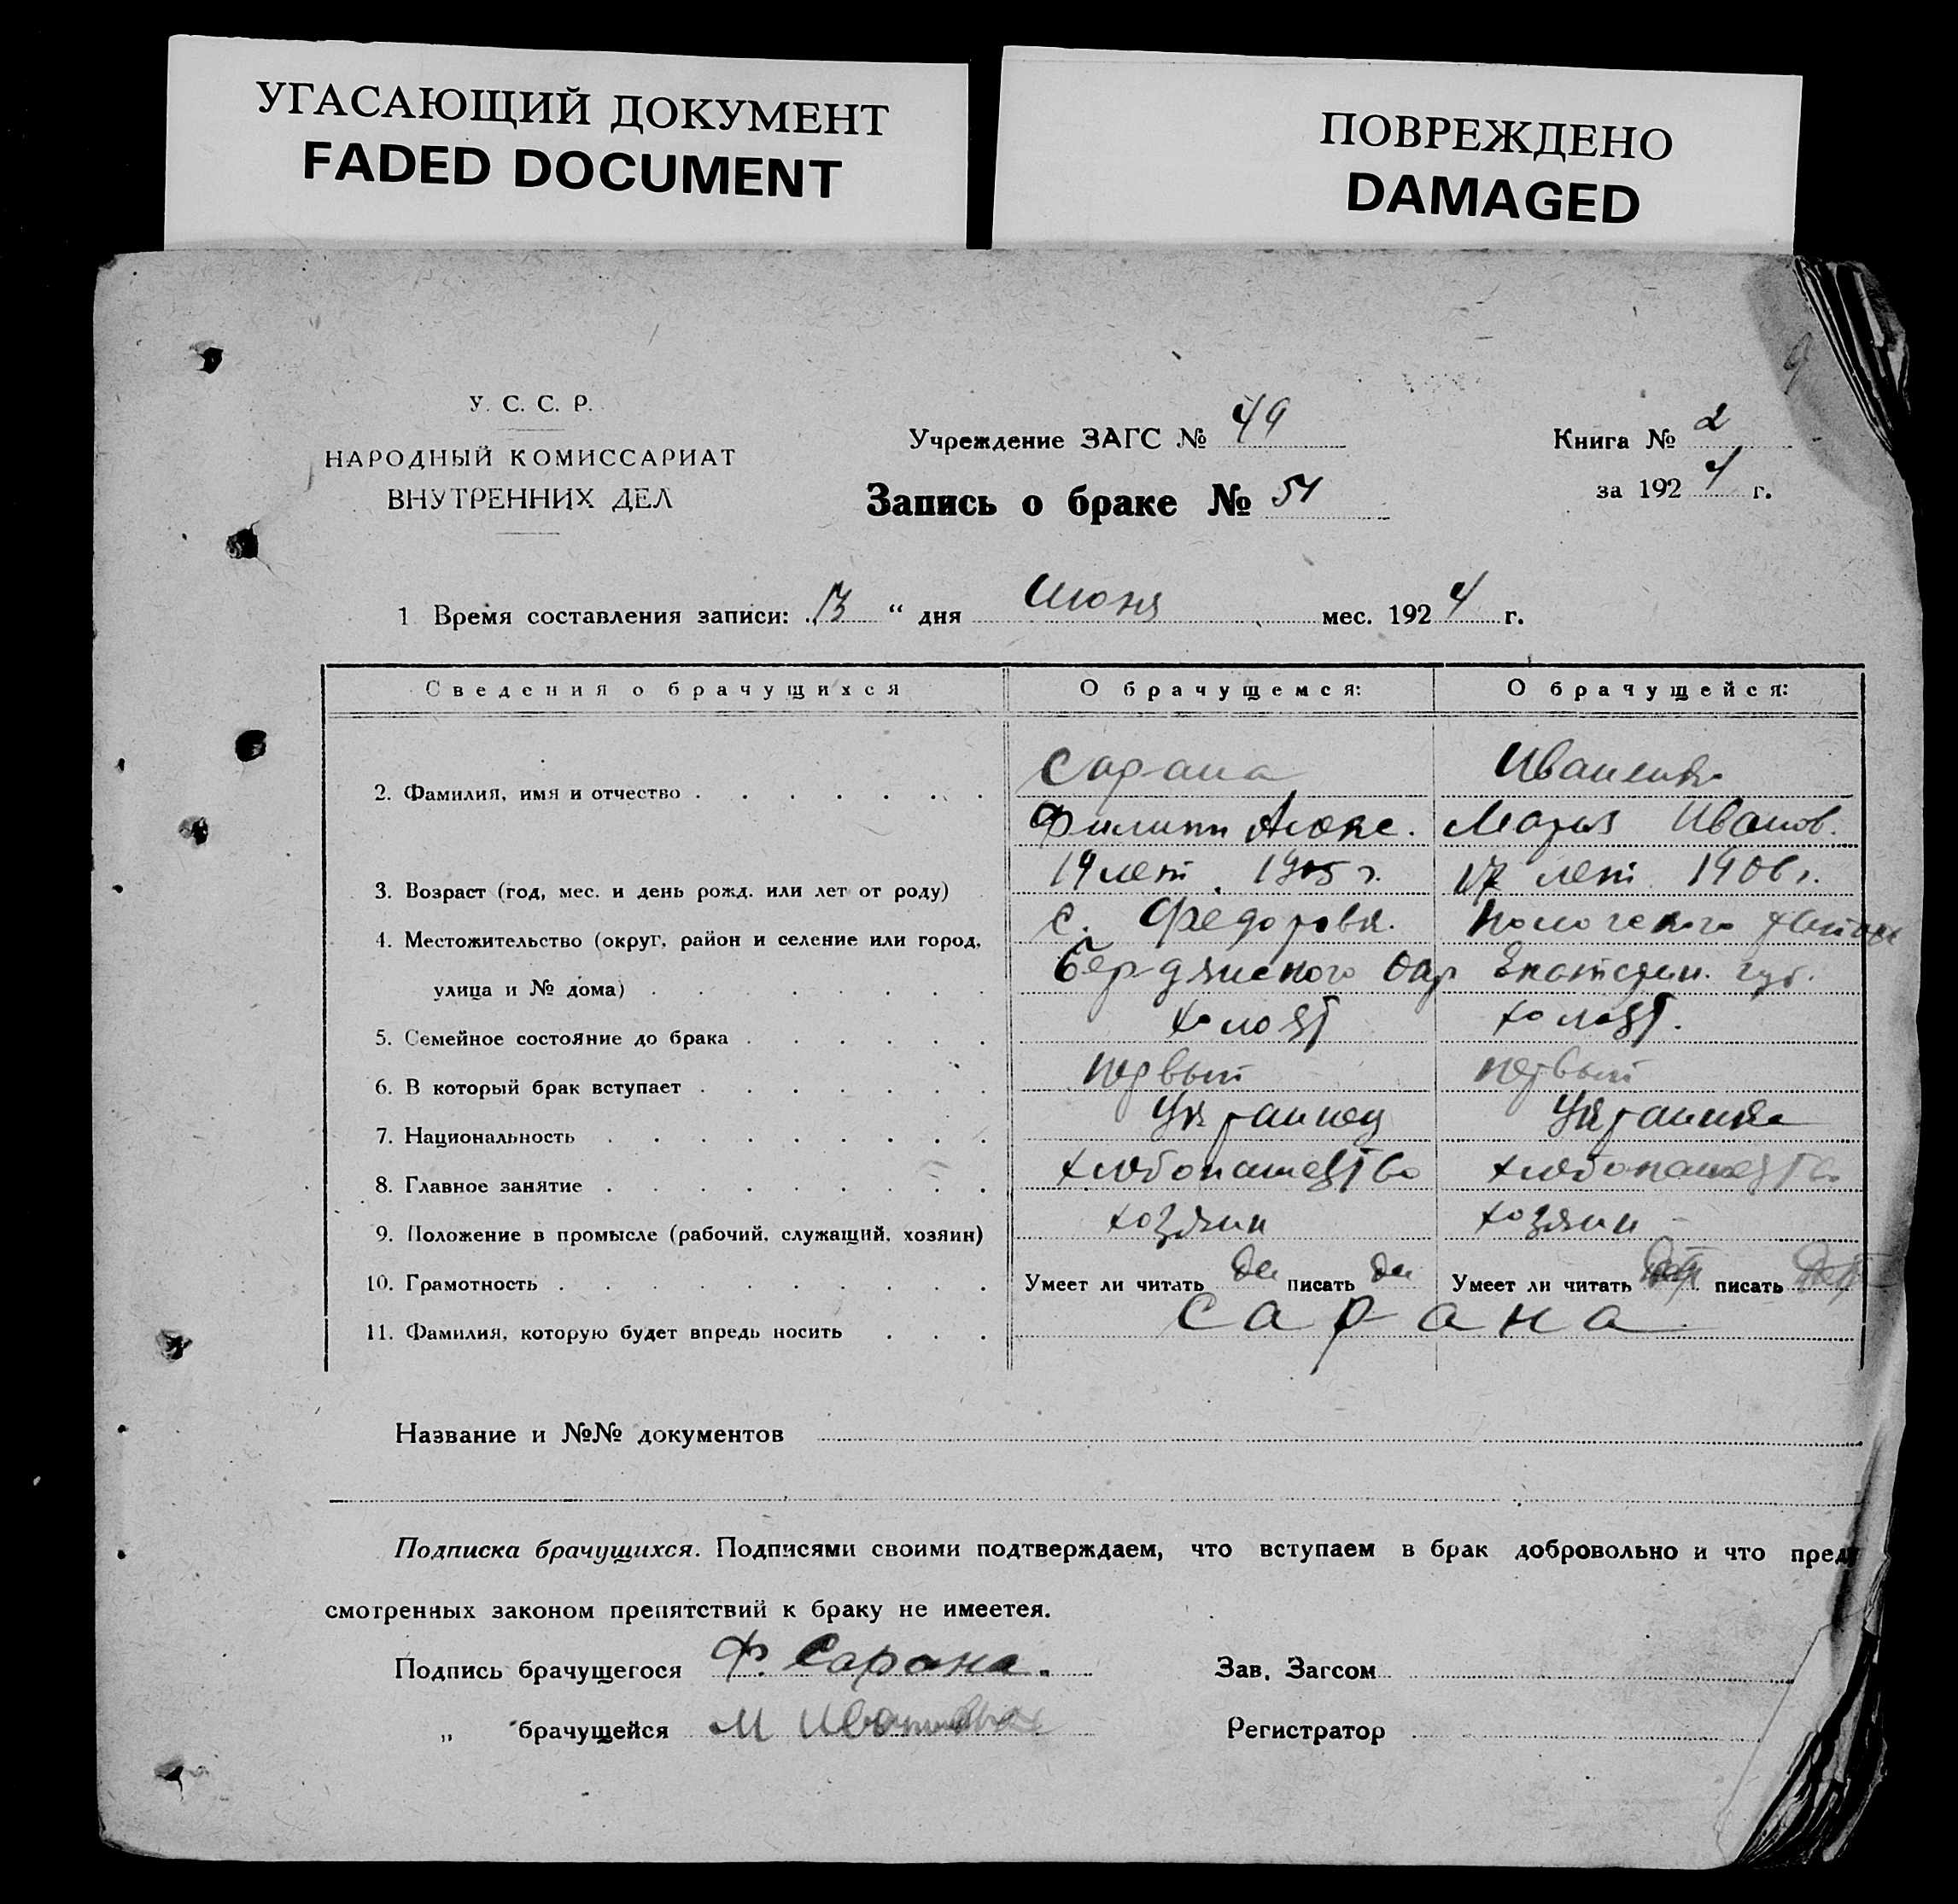 УГАСАЮЩИЙ ДОКУМЕНТ
FADED DOCUMENT
ПОВРЕЖДЕНО
DAMAGED
У. С. С. Р.
НАРОДНЫЙ КОМИССАРИАТ
ВНУТРЕННИХ ДЕЛ
Учреждение ЗАГС № 49
Запись о браке №
Книга № 2
за 1924 г.
1 Время составления записи: 13 “ дня Июня мес. 1924 г.
Сведения о брачущихся О брачущемся: О брачущейся:
Сарана
2. Фамилия, имя и отчество
Филипп Мария Иванов.
19 лет. 1905 г. 17 лет 1906 г.
3. Возраст (год, мес. и день рожд. или лет от роду)
с. Федоровк.
4. Местожительство (округ, район и селение или город,
Бердянского Окр Екатерин. губ.
улица и № дома)
5. Семейное состояние до брака холост холост.
6. В который брак вступает первый первый
7. Национальность Украинец Украинка
8. Главное занятие хлебопашество хлебопашество
9. Положение в промысле (рабочий, служащий, хозяин) хозяин хозяин
10. Грамотность Умеет ли читать да писать да Умеет ли читать писать
11. Фамилия, которую будет впредь носить Сарана
Название и №№ документов
Подписка брачущихся. Подписями своими подтверждаем, что вступаем в брак добровольно и что пред
смотренных законом препятствий к браку не имеетея.
Подпись брачущегося Ф. Сарана. Зав. Загсом
„ брачущейся М Регистратор